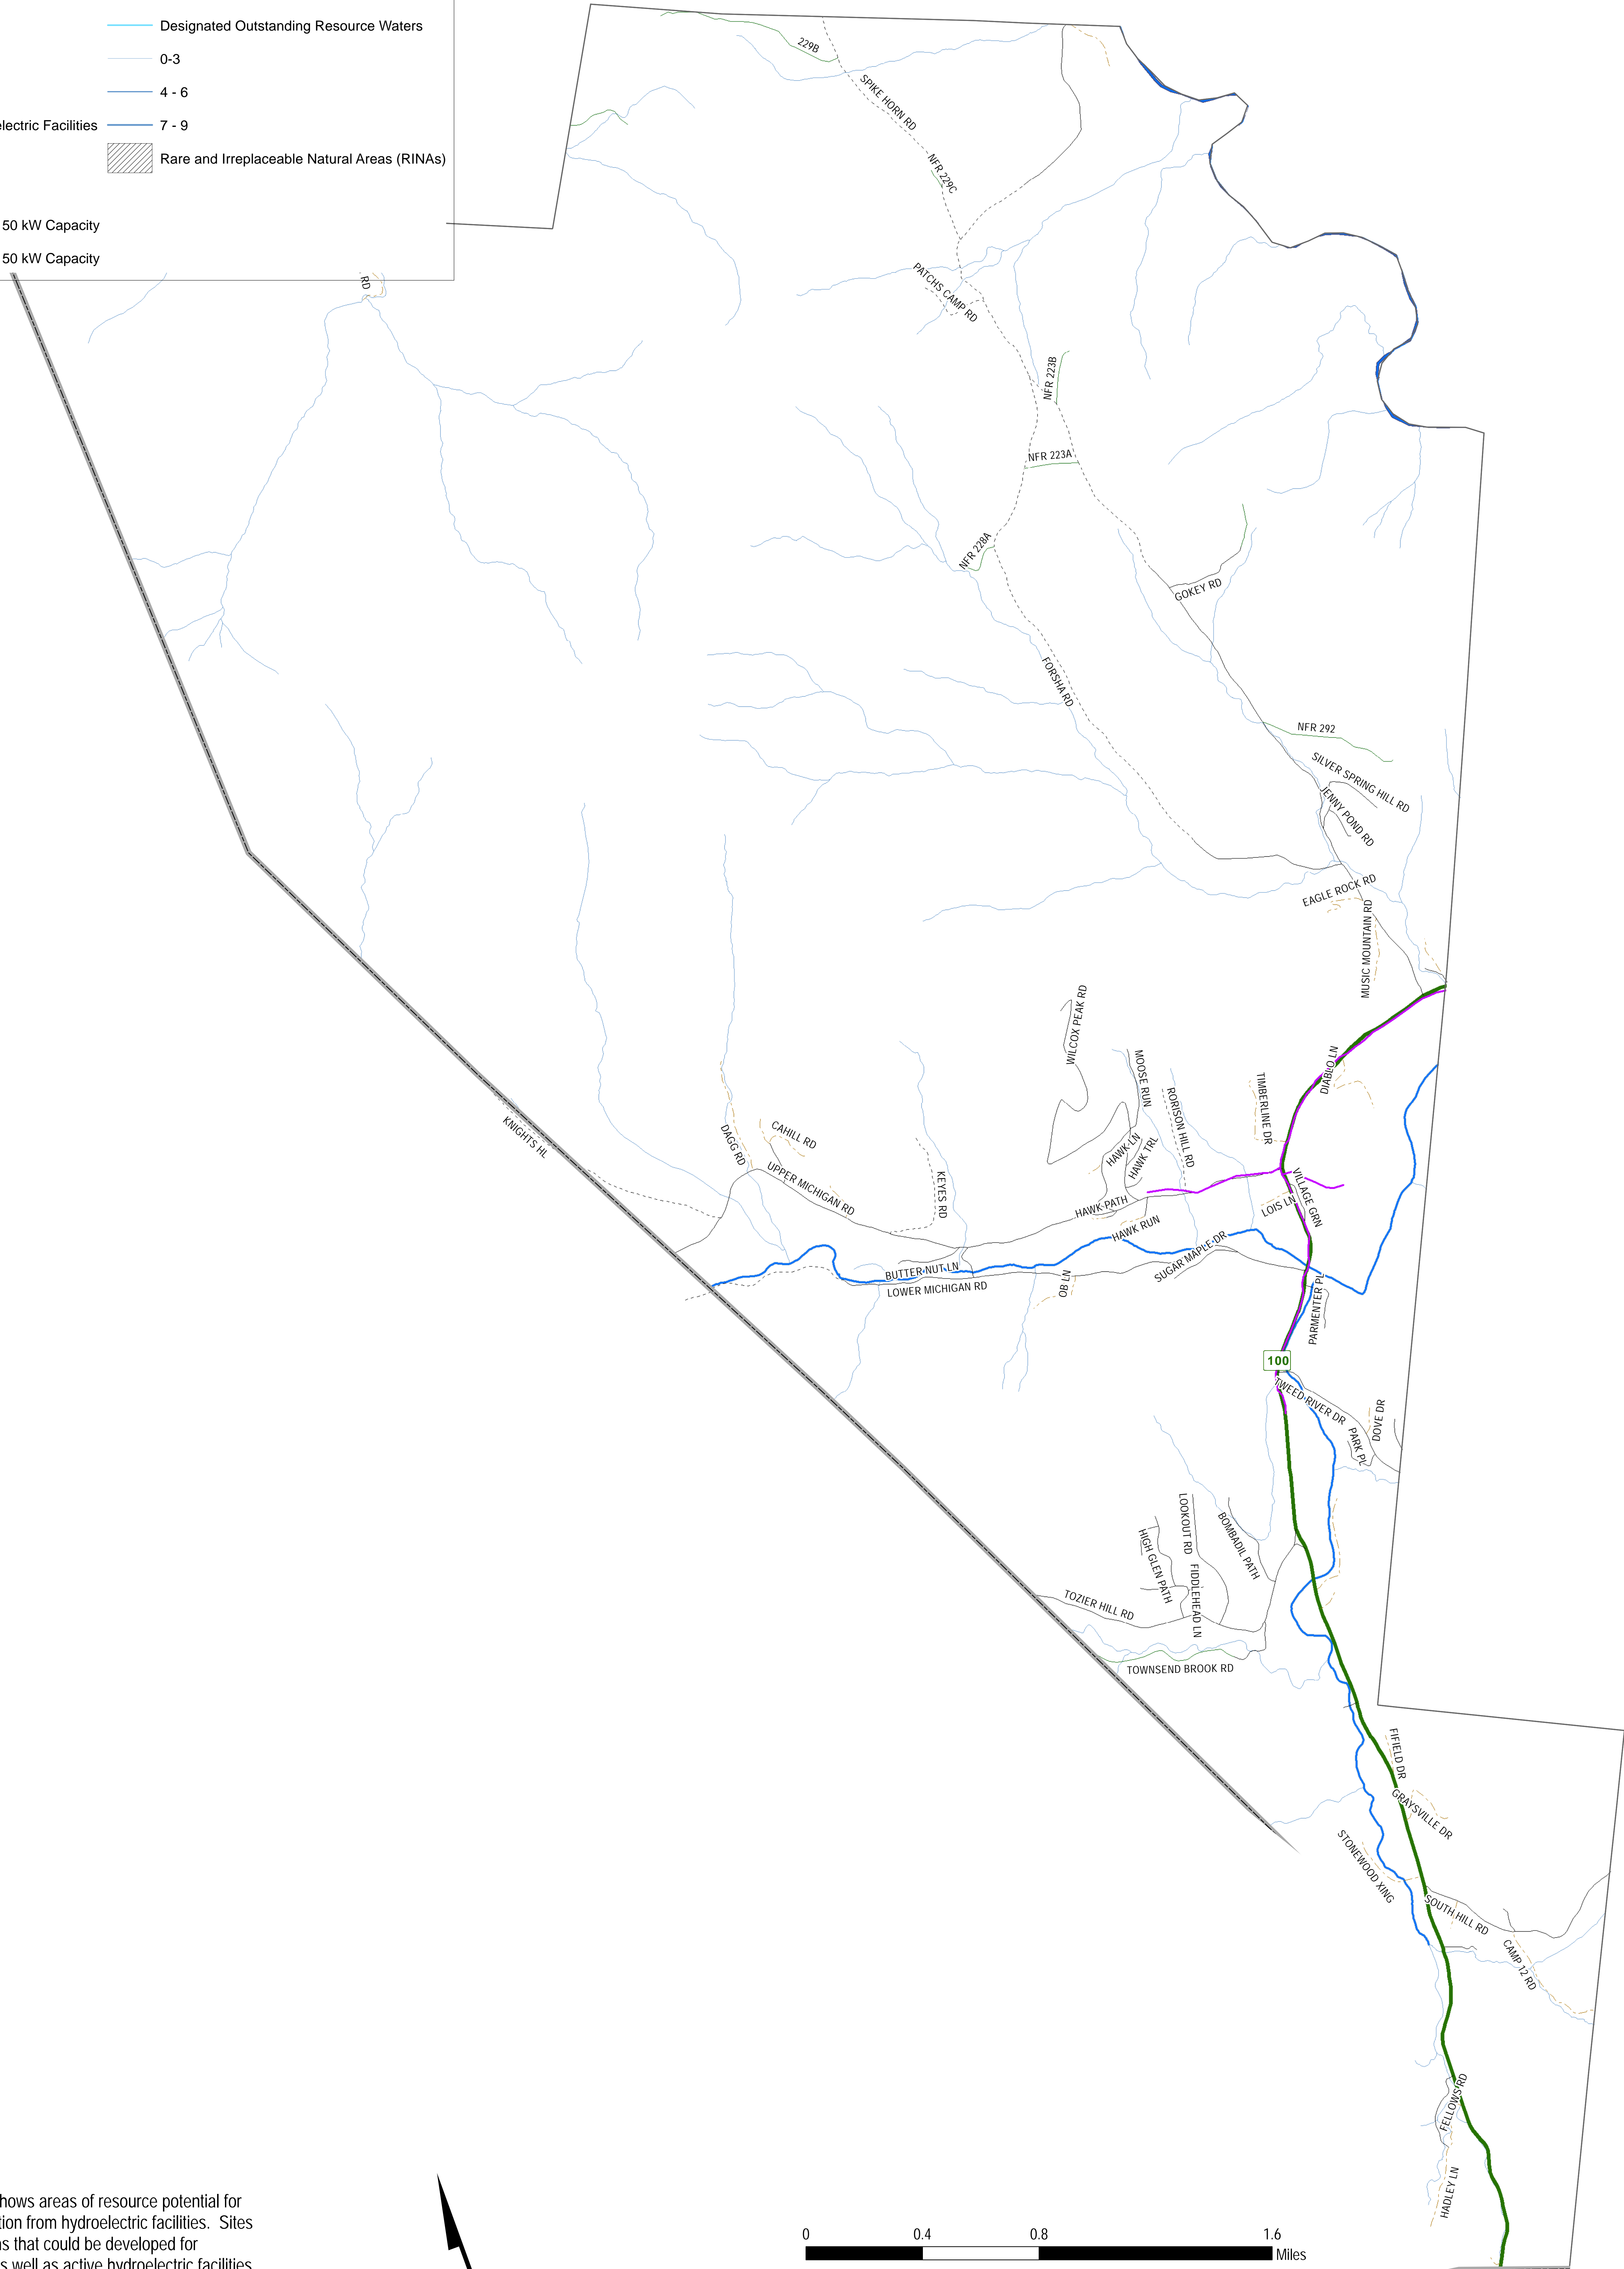 Designated Outstanding Resource Waters
0-3
4 - 6
electric Facilities
7 - 9
Rare and Irreplaceable Natural Areas (RINAs)
50 kW Capacity
50 kW Capacity
229B
SPIKE HORN RD
NFR 229C
RD
PATCHS CAMP RD
NFR 223B
NFR 223A
NFR 228A
GOKEY RD
FORSHA RD
NFR 292
SILVER SPRING HILL RD
JENNY POND RD
EAGLE ROCK RD
MUSIC MOUNTAIN RD
WILCOX PEAK RD
MOOSE RUN
RORISON HILL RD
TIMBERLINE DR
DIABLO LN
KNIGHTS HL
DAGG RD
CAHILL RD
UPPER MICHIGAN RD
KEYES RD
HAWK LN
HAWK TRL
HAWK PATH
HAWK RUN
LOIS LN
VILLAGE GRN
SUGAR MAPLE DR
BUTTER NUT LN
LOWER MICHIGAN RD
OB LN
PARMENTER PL
100
TWEED RIVER DR
DOVE DR
PARK PL
LOOKOUT RD
HIGH GLEN PATH
BOMBADIL PATH
FIDDLEHEAD LN
TOZIER HILL RD
TOWNSEND BROOK RD
FIFIELD DR
GRAYSVILLE DR
STONEWOOD XING
SOUTH HILL RD
CAMP 12 RD
FELLOWS RD
HADLEY LN
hows areas of resource potential for
tion from hydroelectric facilities. Sites
s that could be developed for
s well as active hydroelectric facilities
0 0.4 0.8 1.6
Miles